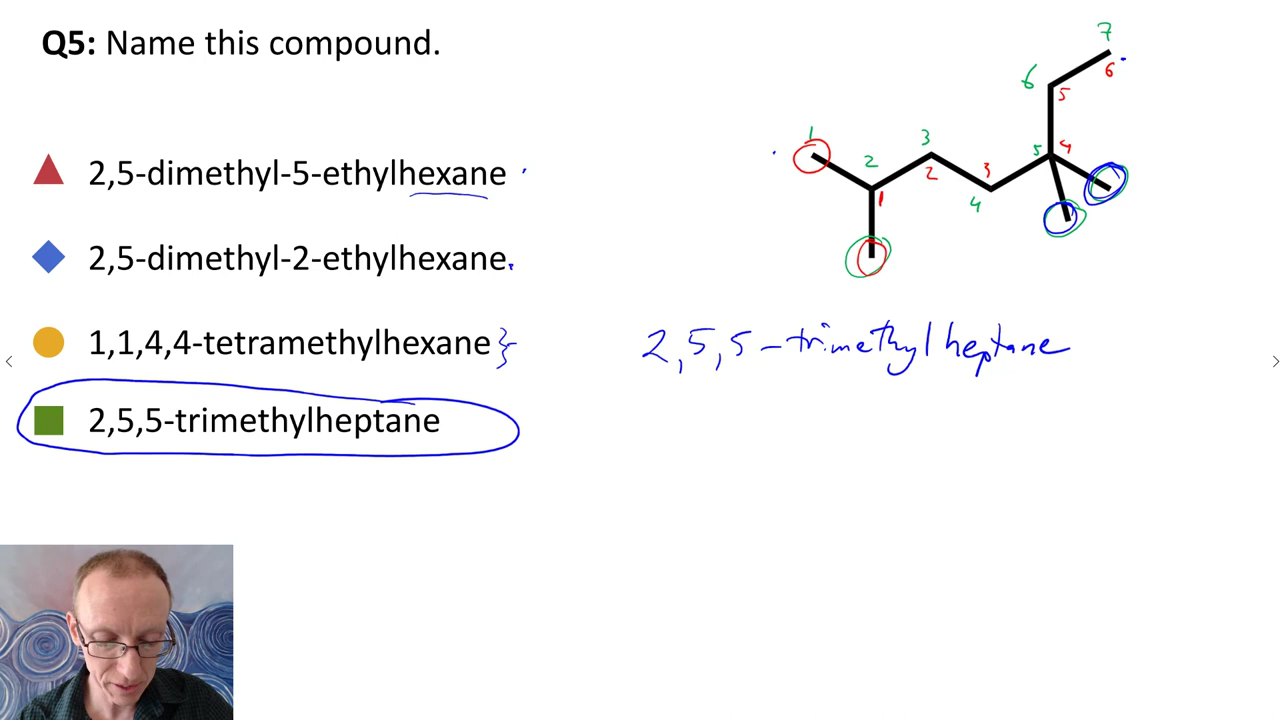 Q5: Name this compound.
2,5-dimethyl-5-ethylhexane
2,5-dimethyl-2-ethylhexane
1,1,4,4-tetramethylhexane
2,5,5-trimethylheptane
7
6
6
5
1
2
3
5
4
1
2
3
4
2,5,5-trimethylheptane